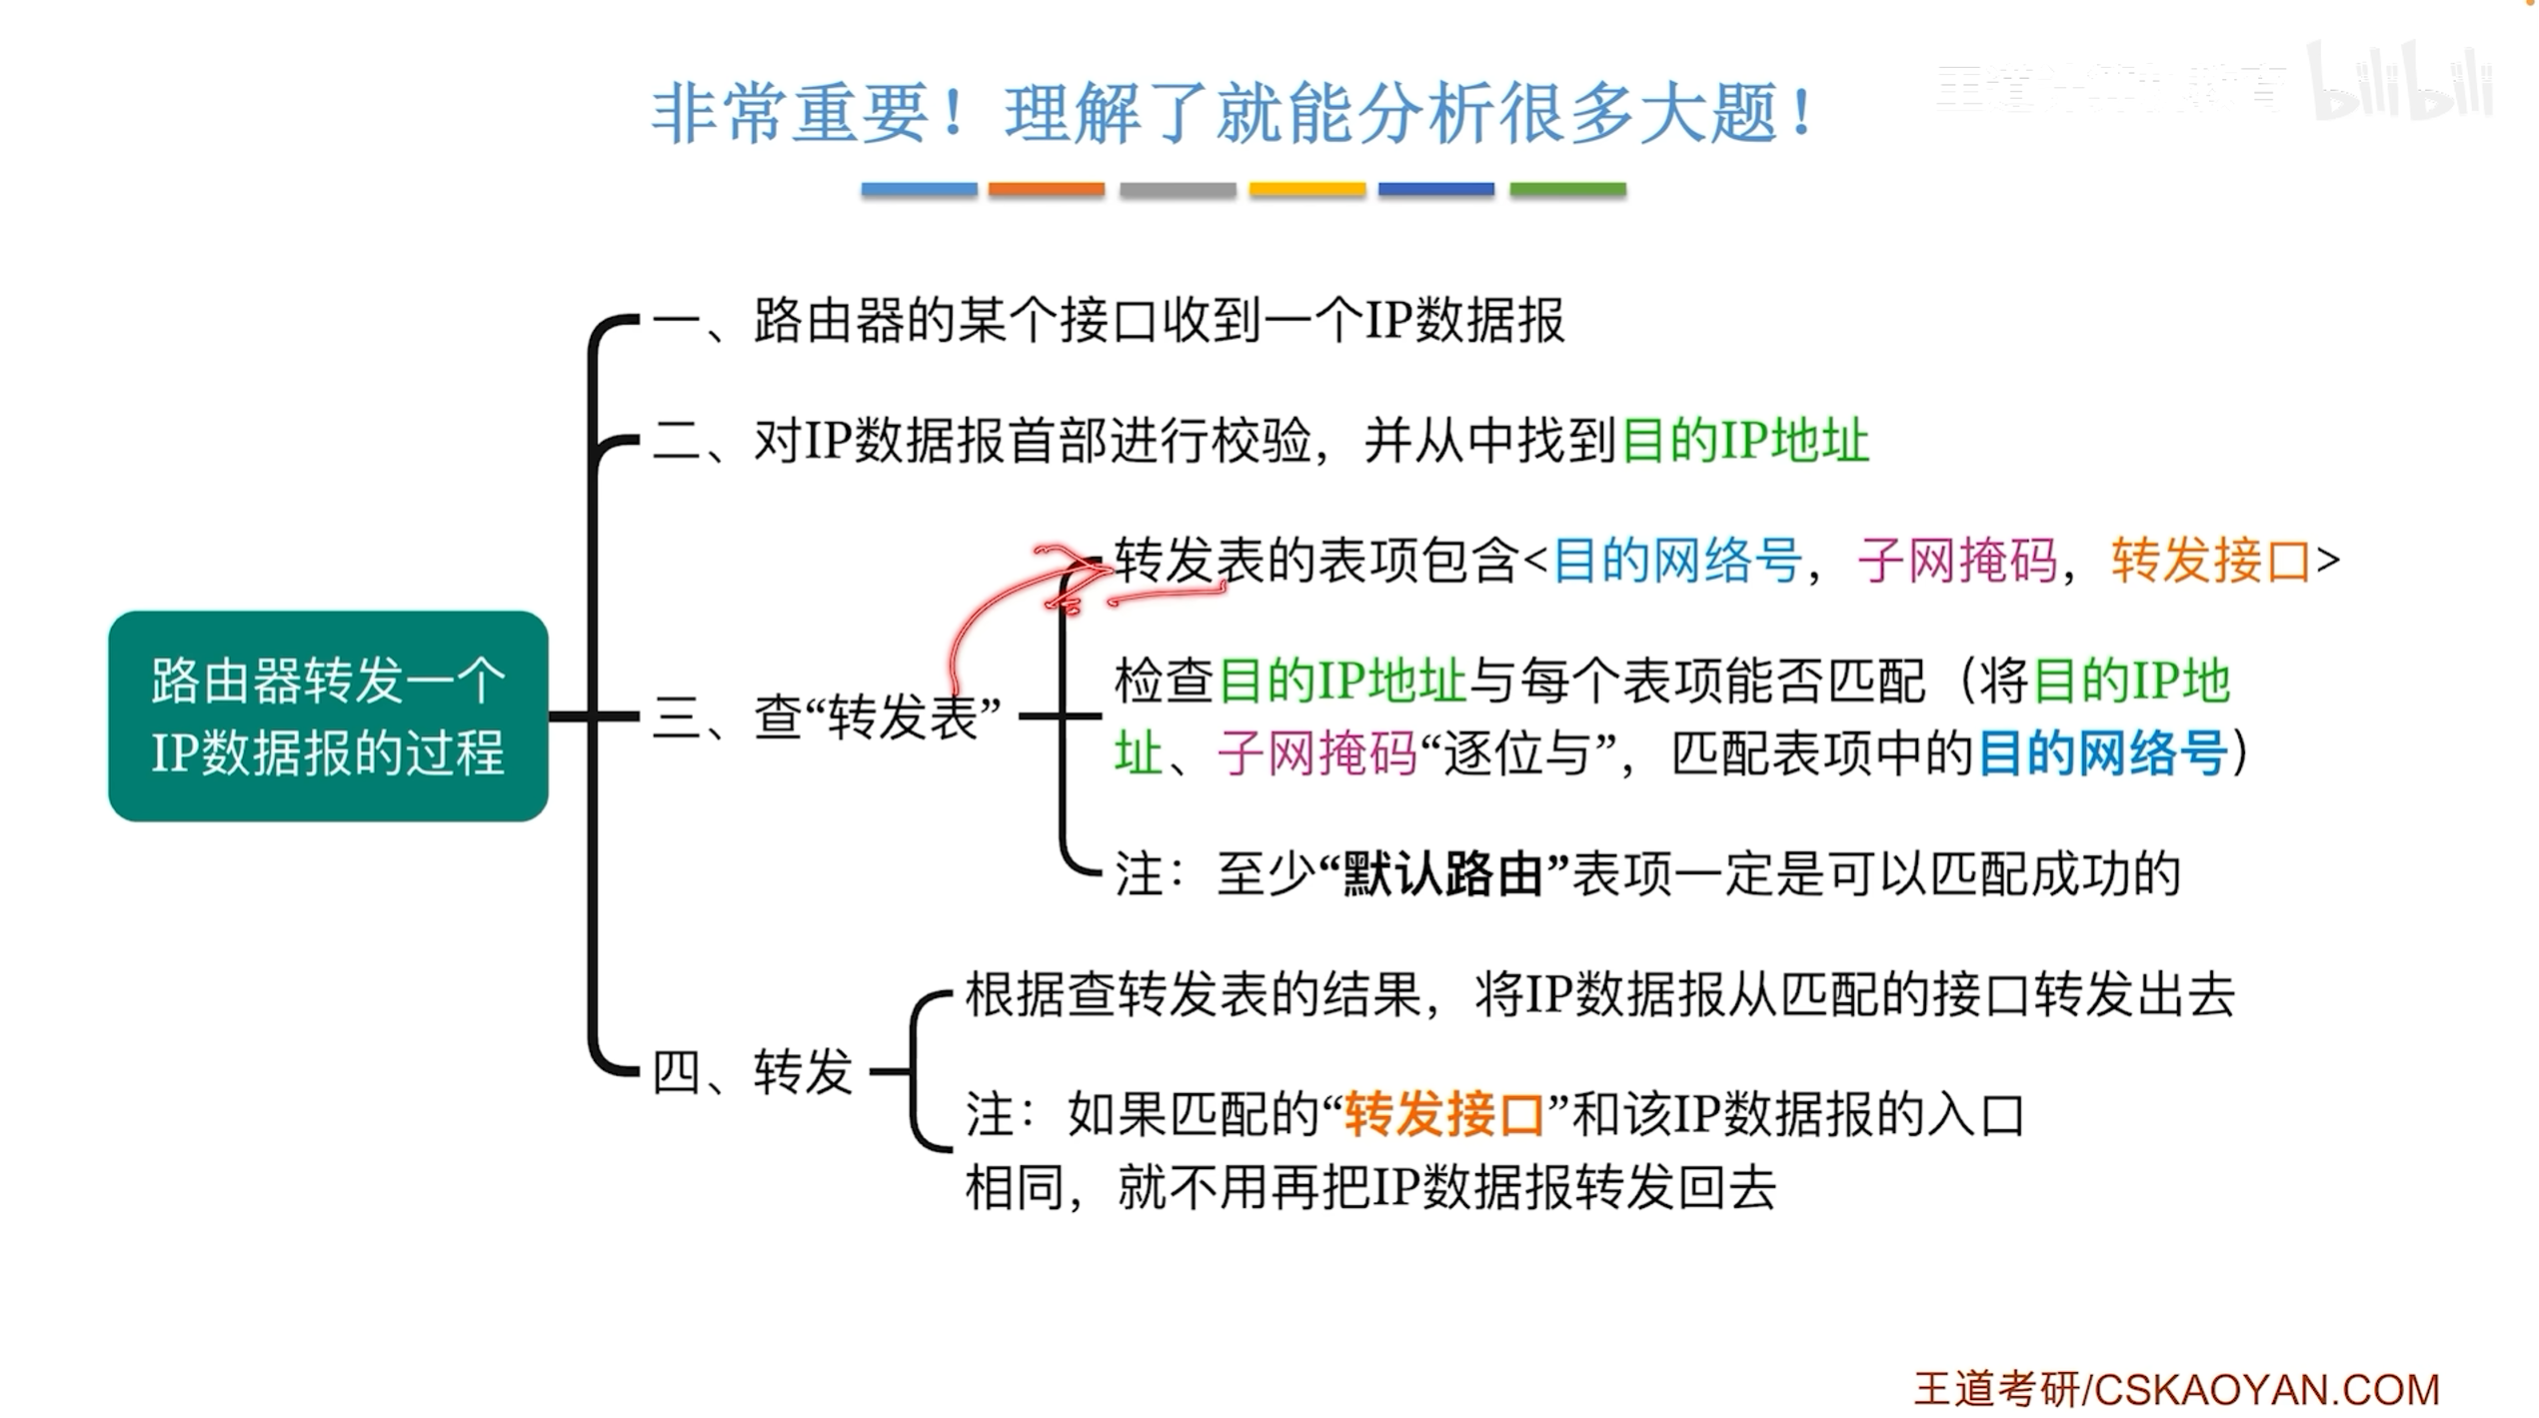 非常重要！理解了就能分析很多大题！
bilibili
一、路由器的某个接口收到一个IP数据报
二、对IP数据报首部进行校验，并从中找到目的IP地址
转发表的表项包含<目的网络号，子网掩码，转发接口>
路由器转发一个
IP数据报的过程
三、查“转发表”
检查目的IP地址与每个表项能否匹配（将目的IP地
址、子网掩码“逐位与”，匹配表项中的目的网络号）
注：至少“默认路由”表项一定是可以匹配成功的
四、转发
根据查转发表的结果，将IP数据报从匹配的接口转发出去
注：如果匹配的“转发接口”和该IP数据报的入口
相同，就不用再把IP数据报转发回去
王道考研/CSKAOYAN.COM